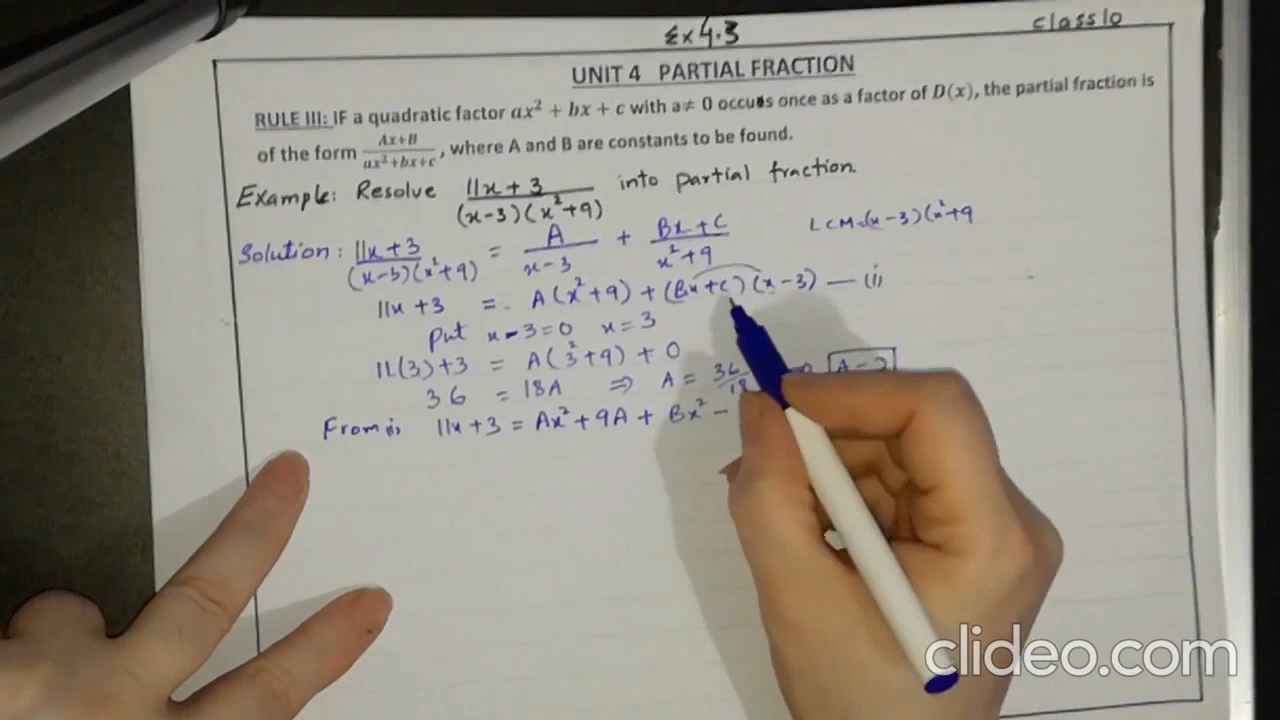 Ex 4.3
class 10
UNIT 4 PARTIAL FRACTION
RULE III: IF a quadratic factor ax² + bx + c with a≠ 0 occurs once as a factor of D(x), the partial fraction is
of the form (Ax+B)/(ax²+bx+c), where A and B are constants to be found.
Example: Resolve (11x + 3)/((x-3)(x²+9)) into partial fraction.
Solution: (11x+3)/((x-3)(x²+9)) = A/(x-3) + (Bx+C)/(x²+9) LCM=(x-3)(x²+9
11x+3 = A(x²+9) + (Bx+C)(x-3) — (i)
Put x-3=0 x=3
11(3)+3 = A(3²+9) + 0
36 = 18A ⇒ A = 36/18
From i, 11x+3 = Ax² + 9A + Bx² -
clideo.com